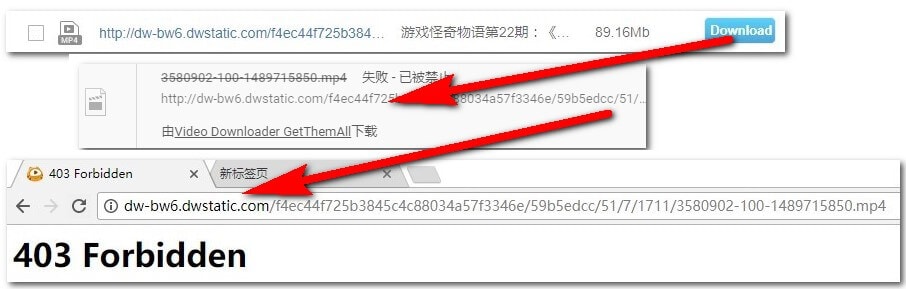 MP4 http://dw-bw6.dwstatic.com/f4ec44f725b384... 游戏怪奇物语第22期：《... 89.16Mb Download
3580902-100-1489715850.mp4 失败 - 已被禁止
http://dw-bw6.dwstatic.com/f4ec44f725b 88034a57f3346e/59b5edcc/51/...
由Video Downloader GetThemAll下载
403 Forbidden 新标签页
dw-bw6.dwstatic.com/f4ec44f725b3845c4c88034a57f3346e/59b5edcc/51/7/1711/3580902-100-1489715850.mp4
403 Forbidden